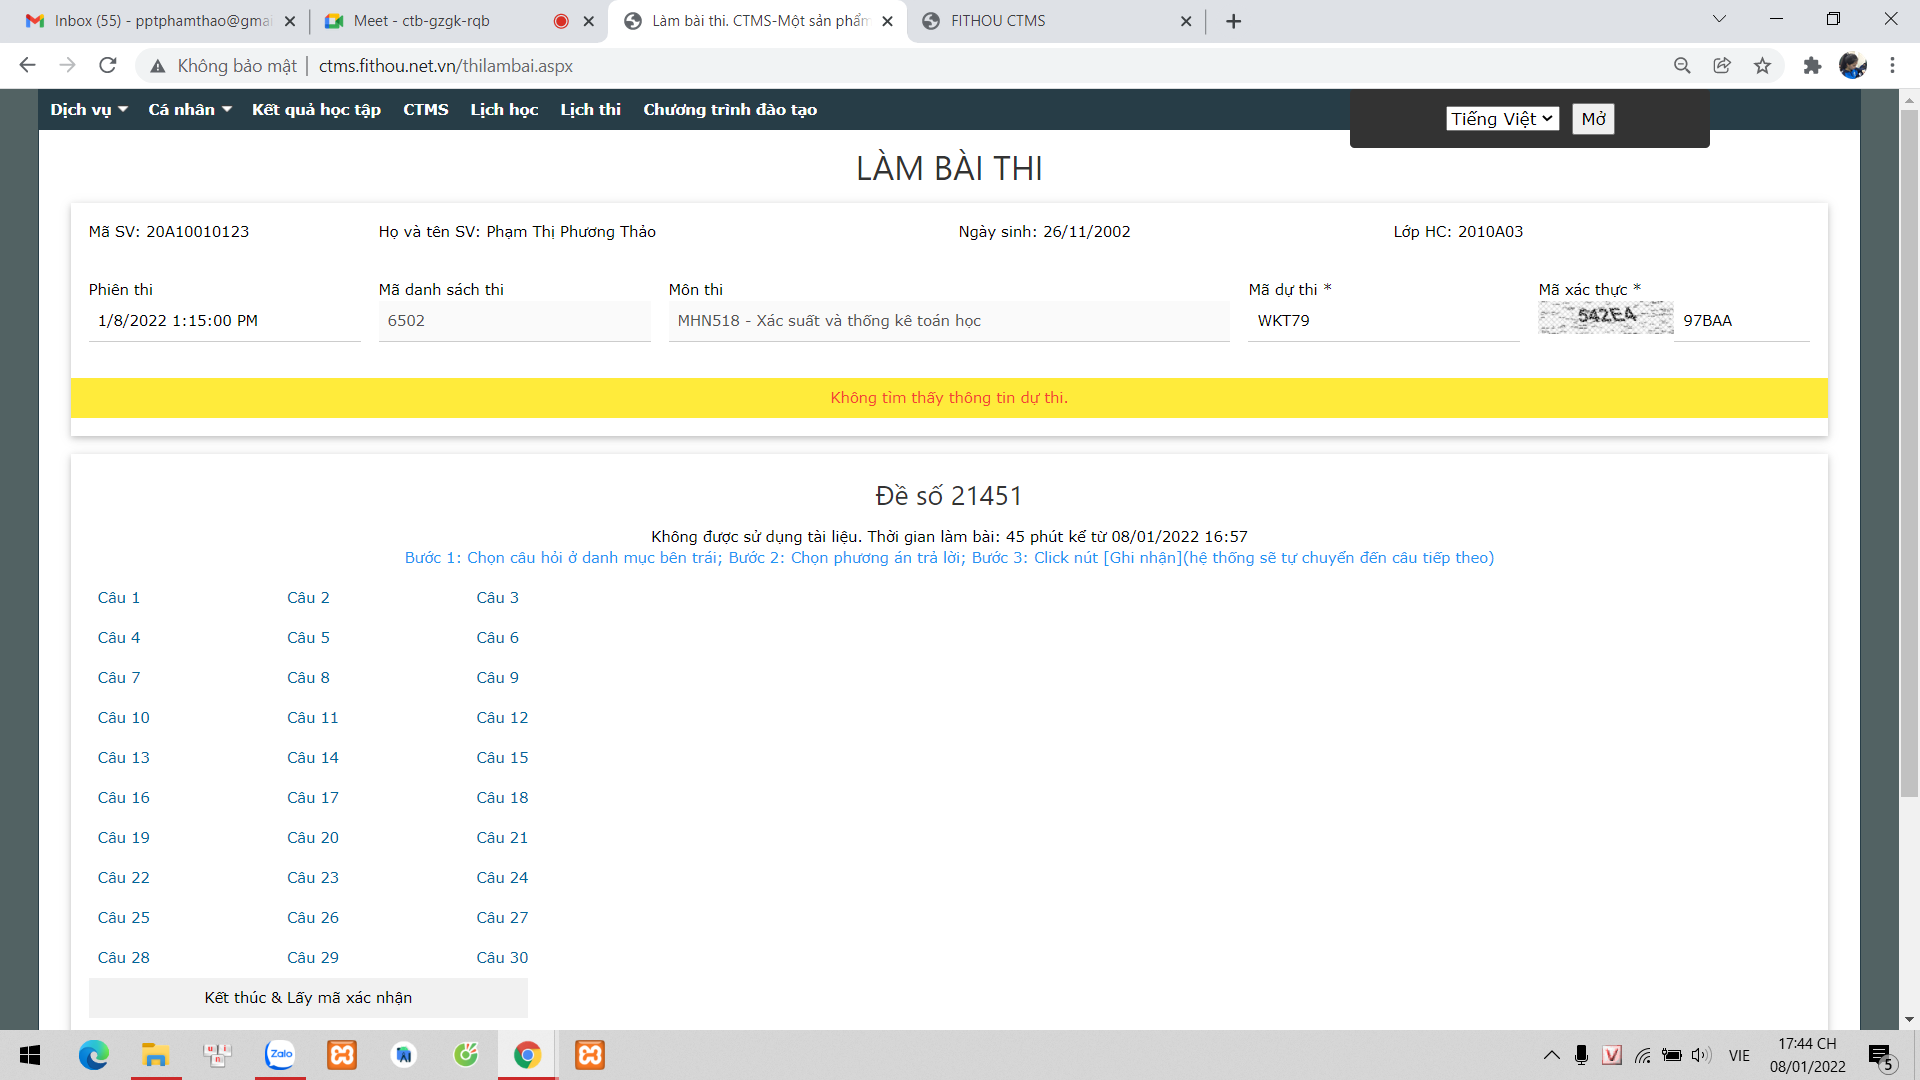 Inbox (55) - pptphamthao@gmai
Meet - ctb-gzgk-rqb
Làm bài thi. CTMS-Một sản phẩm
FITHOU CTMS
Không bảo mật
ctms.fithou.net.vn/thilambai.aspx
Dịch vụ
Cá nhân
Kết quả học tập
CTMS
Lịch học
Lịch thi
Chương trình đào tạo
Tiếng Việt
Mở
LÀM BÀI THI
Mã SV: 20A10010123
Họ và tên SV: Phạm Thị Phương Thảo
Ngày sinh: 26/11/2002
Lớp HC: 2010A03
Phiên thi
Mã danh sách thi
Môn thi
Mã dự thi *
Mã xác thực *
1/8/2022 1:15:00 PM
6502
MHN518 - Xác suất và thống kê toán học
WKT79
542E4
97BAA
Không tìm thấy thông tin dự thi.
Đề số 21451
Không được sử dụng tài liệu. Thời gian làm bài: 45 phút kể từ 08/01/2022 16:57
Bước 1: Chọn câu hỏi ở danh mục bên trái; Bước 2: Chọn phương án trả lời; Bước 3: Click nút [Ghi nhận](hệ thống sẽ tự chuyển đến câu tiếp theo)
Câu 1 Câu 2 Câu 3
Câu 4 Câu 5 Câu 6
Câu 7 Câu 8 Câu 9
Câu 10 Câu 11 Câu 12
Câu 13 Câu 14 Câu 15
Câu 16 Câu 17 Câu 18
Câu 19 Câu 20 Câu 21
Câu 22 Câu 23 Câu 24
Câu 25 Câu 26 Câu 27
Câu 28 Câu 29 Câu 30
Kết thúc & Lấy mã xác nhận
Zalo
VIE
17:44 CH
08/01/2022
5